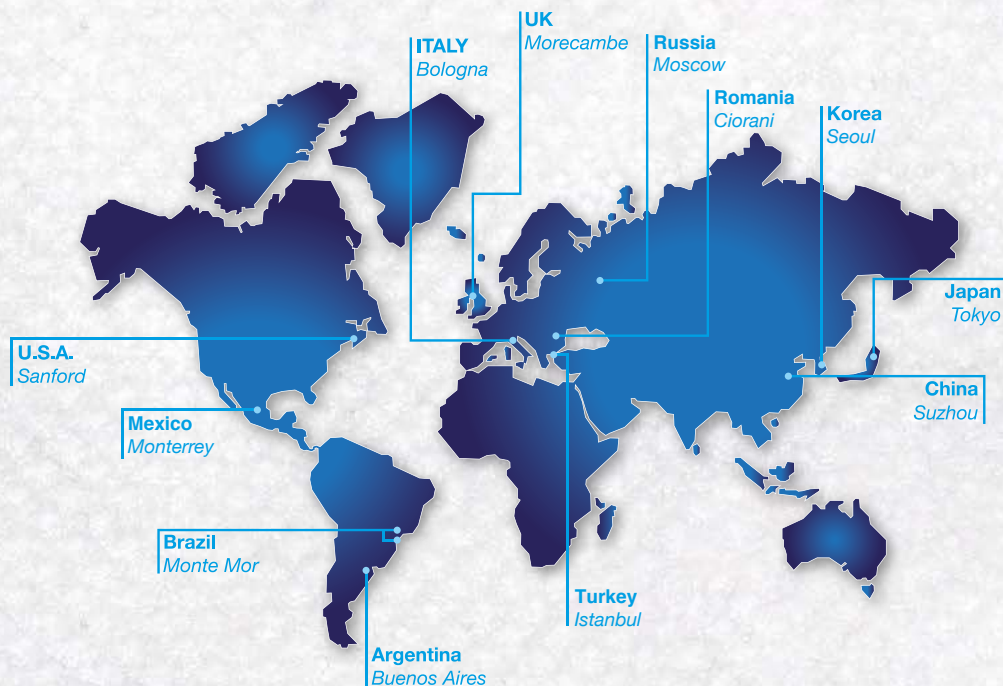 UK
Morecambe
ITALY
Bologna
Russia
Moscow
Romania
Ciorani
Korea
Seoul
Japan
Tokyo
U.S.A.
Sanford
China
Suzhou
Mexico
Monterrey
Brazil
Monte Mor
Turkey
Istanbul
Argentina
Buenos Aires